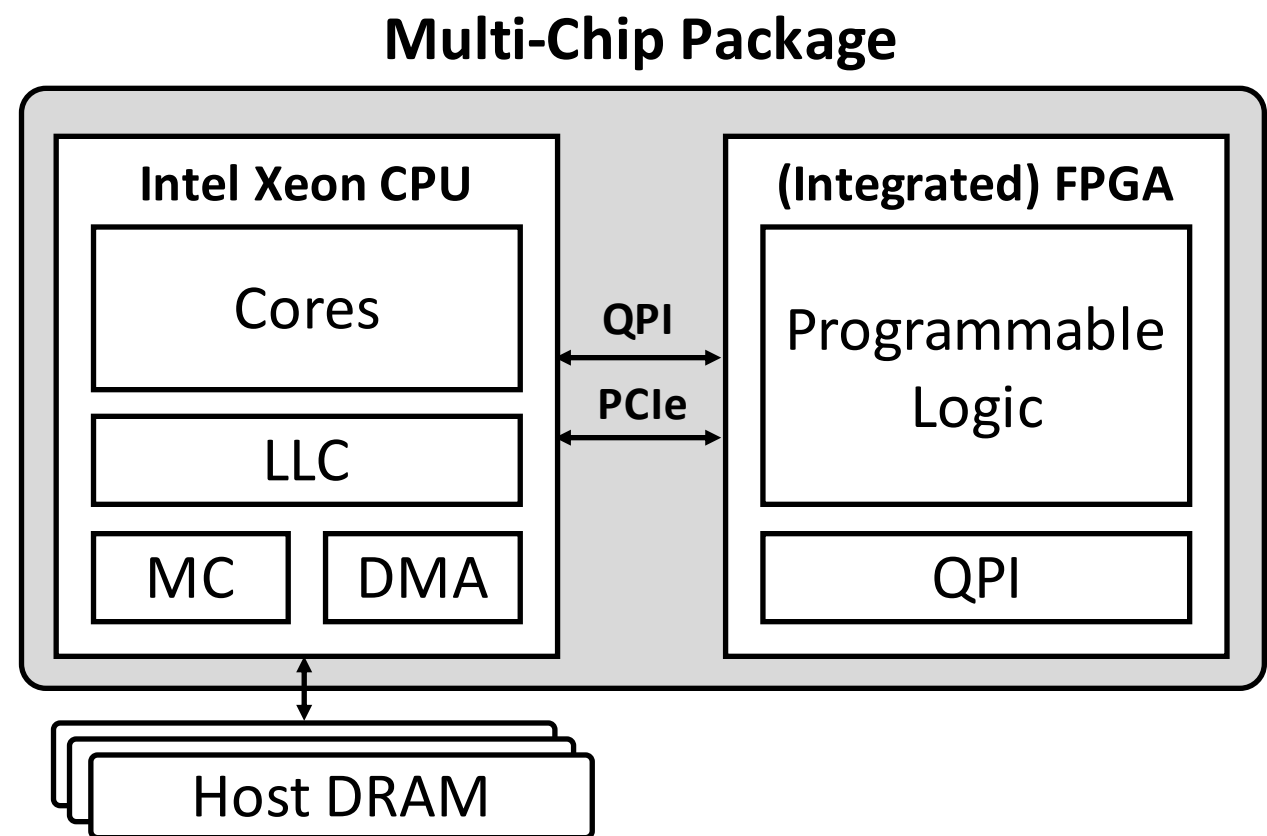 Multi-Chip Package
Intel Xeon CPU
Cores
LLC
MC
DMA
QPI
PCIe
(Integrated) FPGA
Programmable
Logic
QPI
Host DRAM